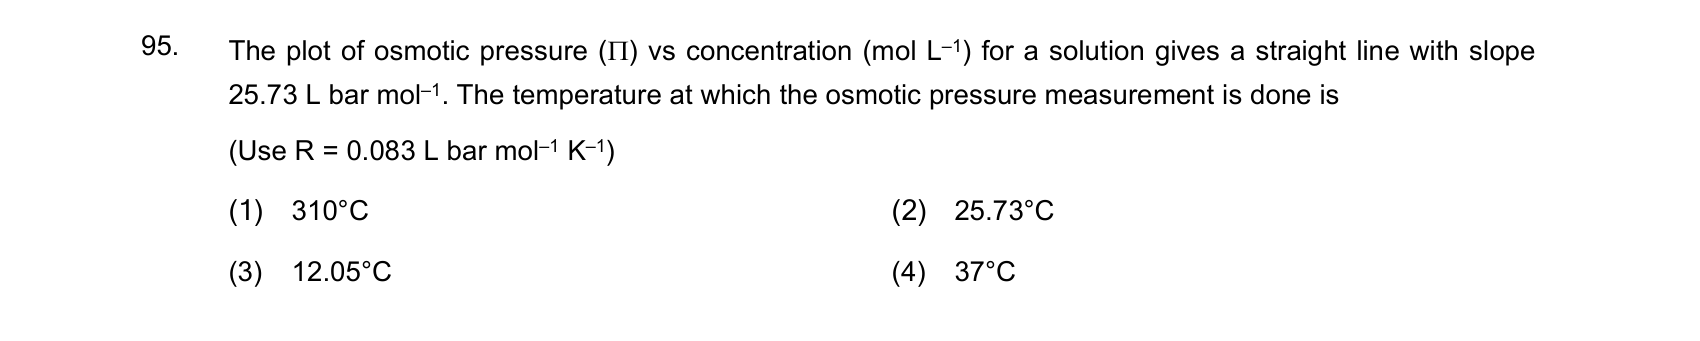 95. The plot of osmotic pressure (Π) vs concentration (mol L⁻¹) for a solution gives a straight line with slope
25.73 L bar mol⁻¹. The temperature at which the osmotic pressure measurement is done is
(Use R = 0.083 L bar mol⁻¹ K⁻¹)
(1) 310°C (2) 25.73°C
(3) 12.05°C (4) 37°C